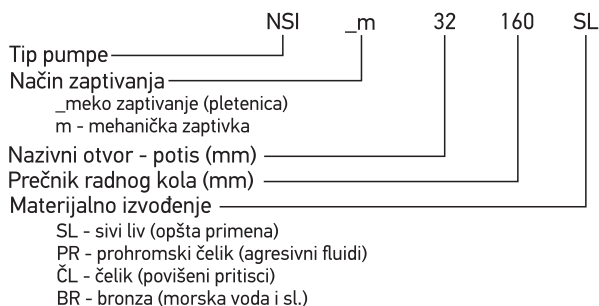 NSI _m 32 160 SL
Tip pumpe
Način zaptivanja
_meko zaptivanje (pletenica)
m - mehanička zaptivka
Nazivni otvor - potis (mm)
Prečnik radnog kola (mm)
Materijalno izvođenje
SL - sivi liv (opšta primena)
PR - prohromski čelik (agresivni fluidi)
ČL - čelik (povišeni pritisci)
BR - bronza (morska voda i sl.)